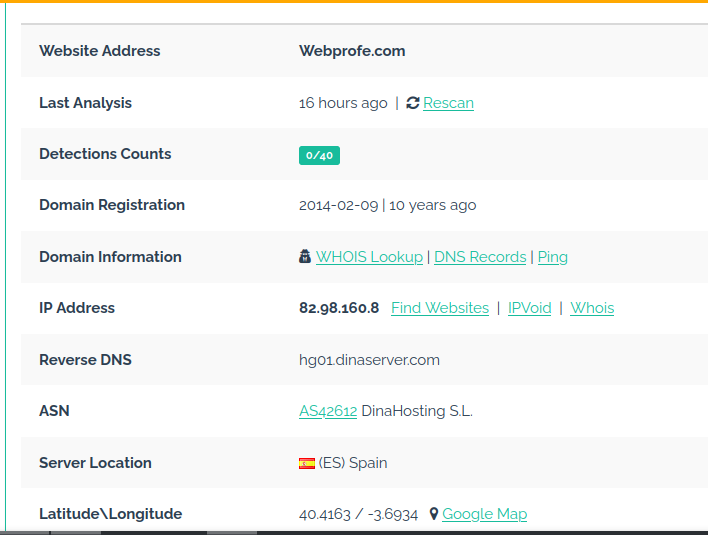 Website Address Webprofe.com
Last Analysis 16 hours ago | Rescan
Detections Counts 0/40
Domain Registration 2014-02-09 | 10 years ago
Domain Information WHOIS Lookup | DNS Records | Ping
IP Address 82.98.160.8 Find Websites | IPVoid | Whois
Reverse DNS hg01.dinaserver.com
ASN AS42612 DinaHosting S.L.
Server Location (ES) Spain
Latitude\Longitude 40.4163 / -3.6934 Google Map